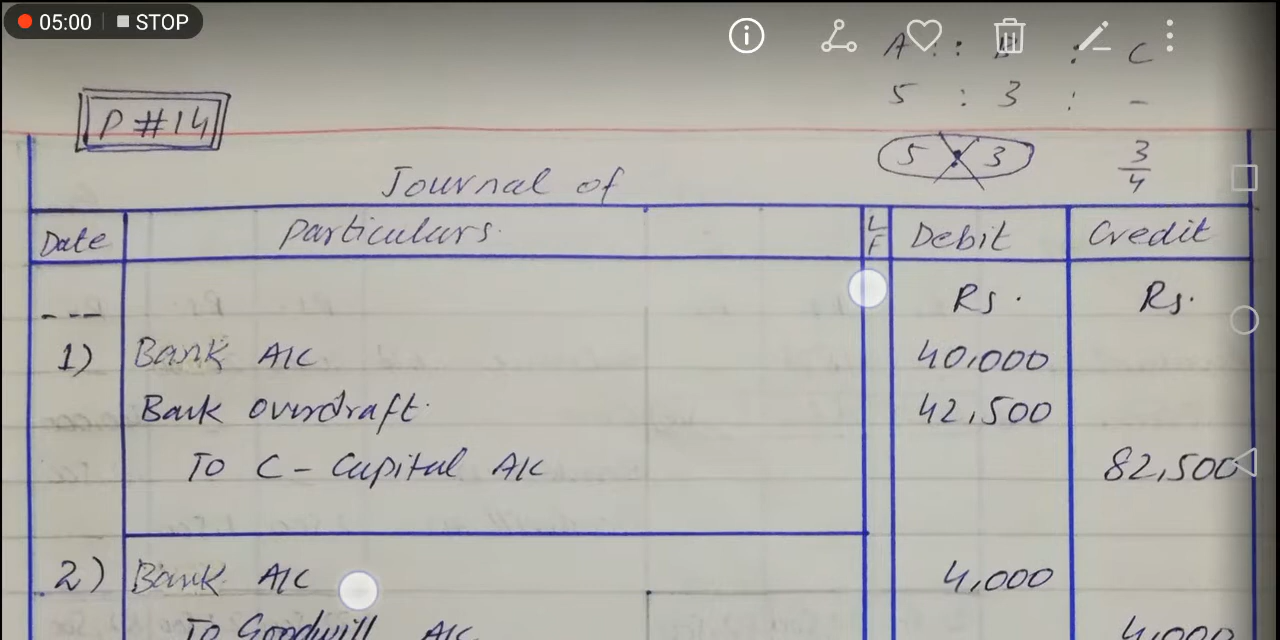 05:00 STOP
A : B : C
5 : 3 : -
P #14
5 : 3 3/4
Journal of
Date Particulars. LF Debit Credit
--- Rs. Rs.
1) Bank A/C 40,000
Bank overdraft. 42,500
To C - Capital A/C 82,500
2) Bank A/C 4,000
To Goodwill A/C 4,000